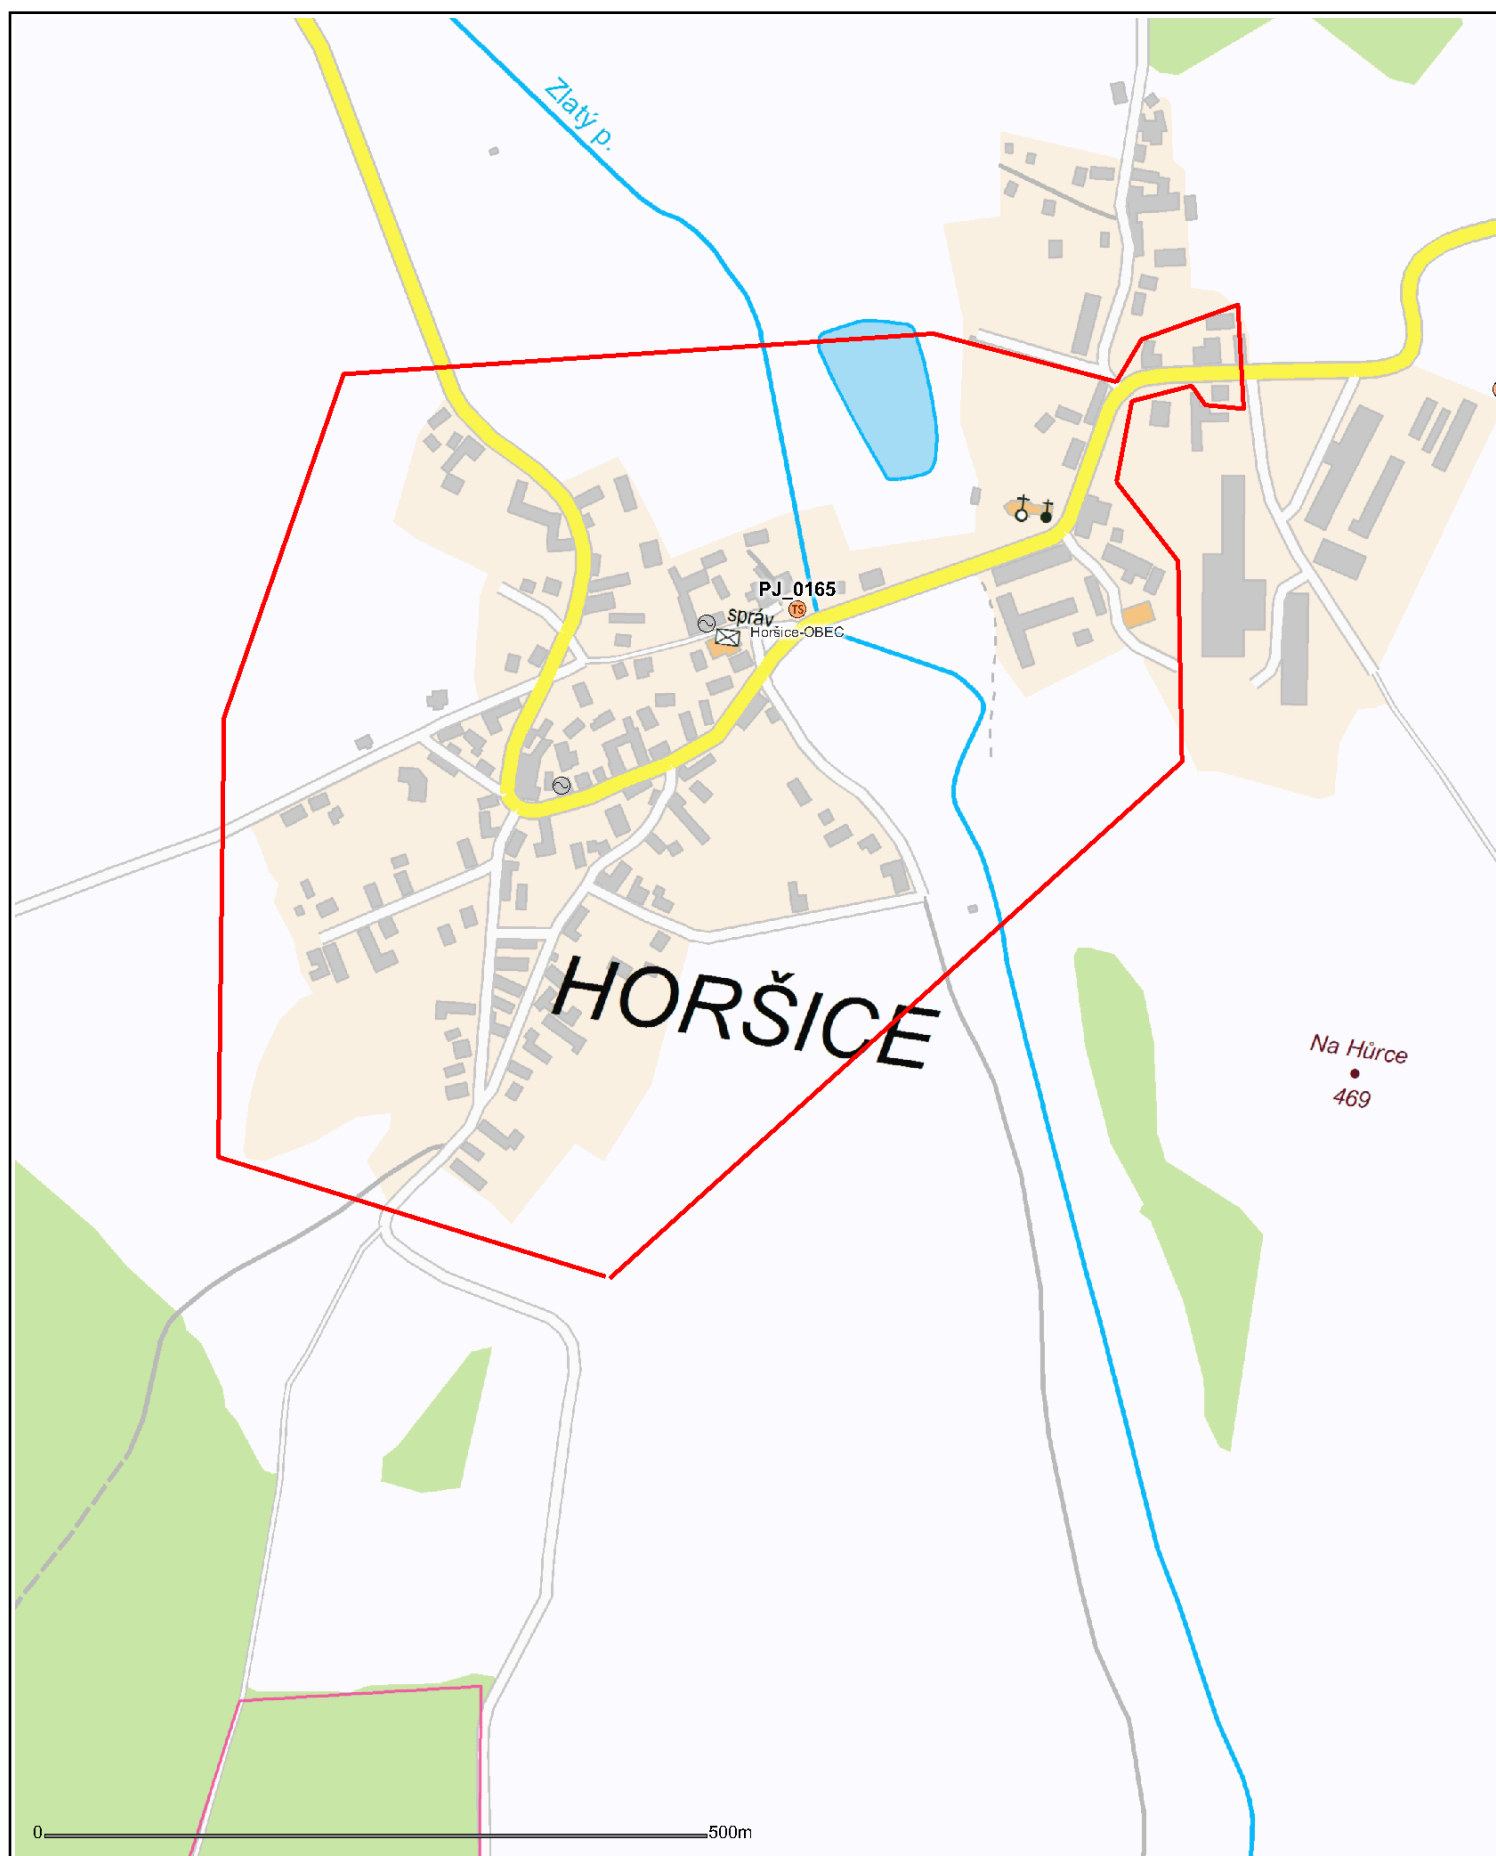 Zlatý p.
PJ_0165
TS
správ.
Horšice-OBEC
HORŠICE
Na Hůrce
469
0
500m